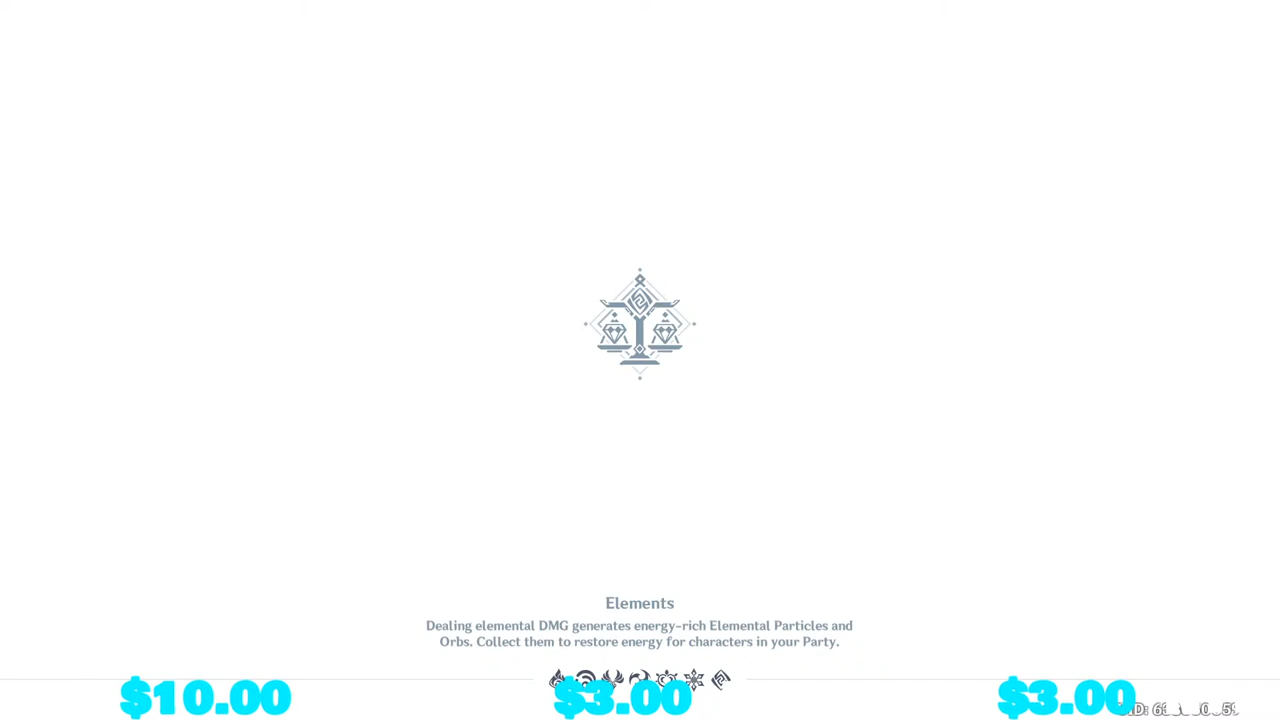 Elements
Dealing elemental DMG generates energy-rich Elemental Particles and
Orbs. Collect them to restore energy for characters in your Party.
$10.00
$3.00
$3.00